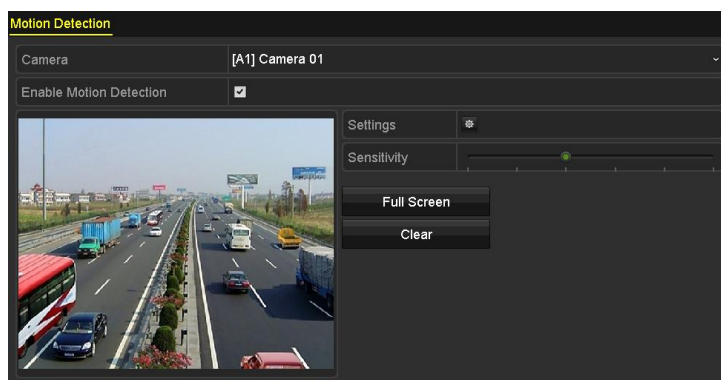 Motion Detection
Camera
[A1] Camera 01
Enable Motion Detection
Settings
Sensitivity
Full Screen
Clear